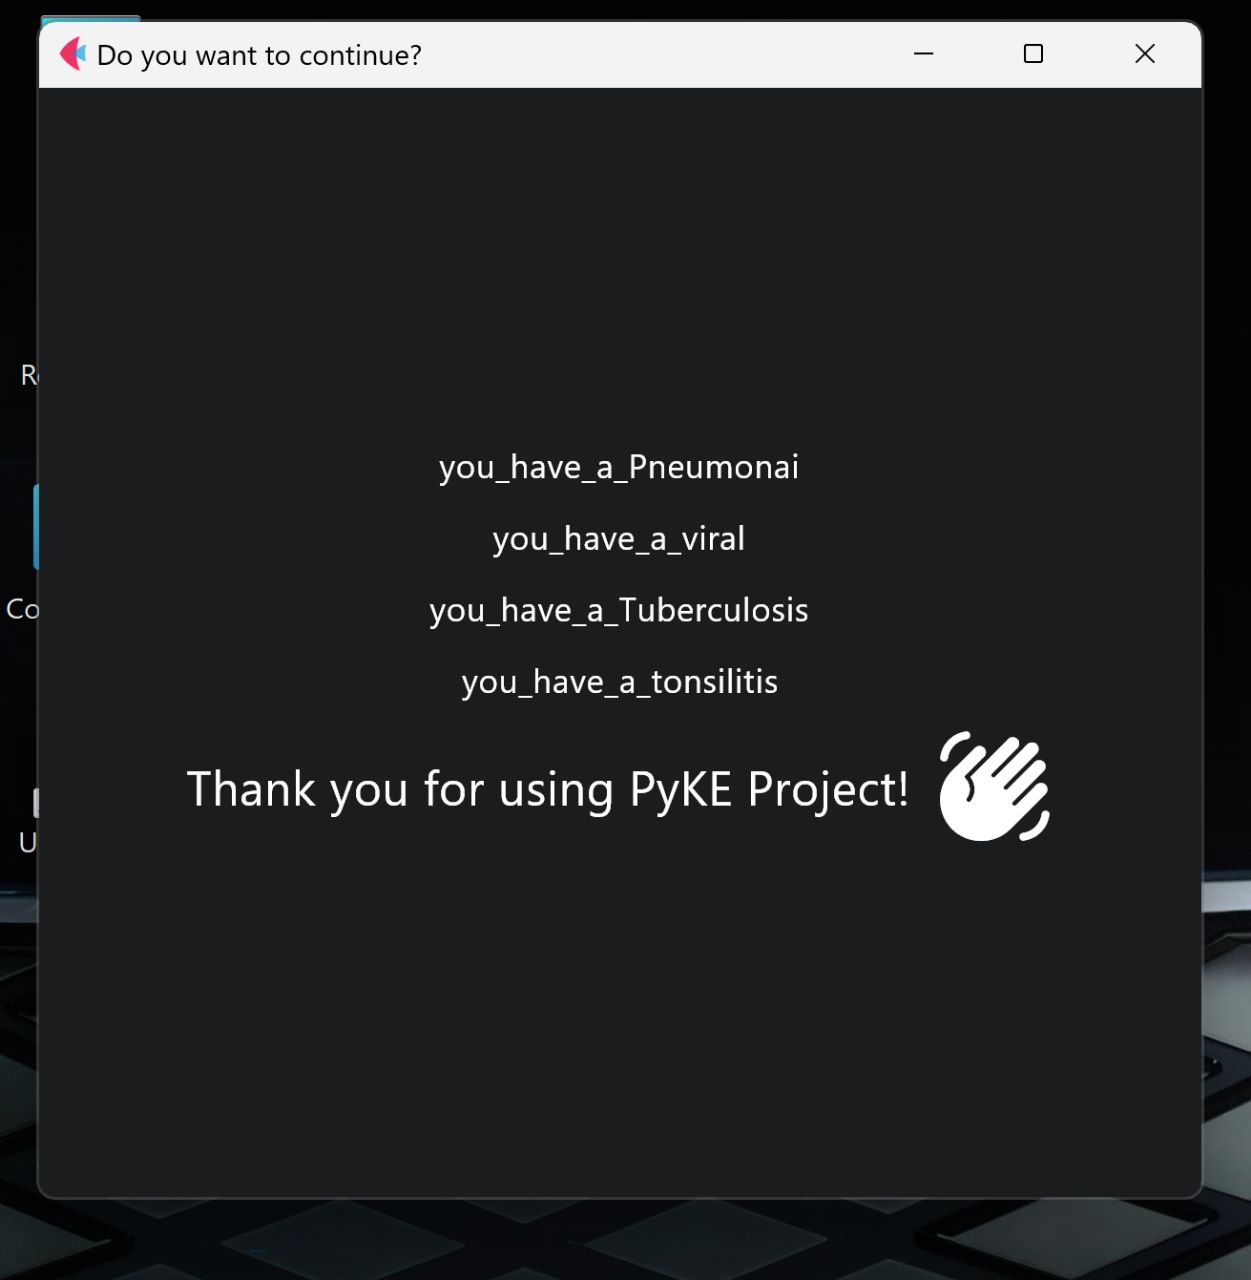 Do you want to continue?
R
Co
U
you_have_a_Pneumonai
you_have_a_viral
you_have_a_Tuberculosis
you_have_a_tonsilitis
Thank you for using PyKE Project!